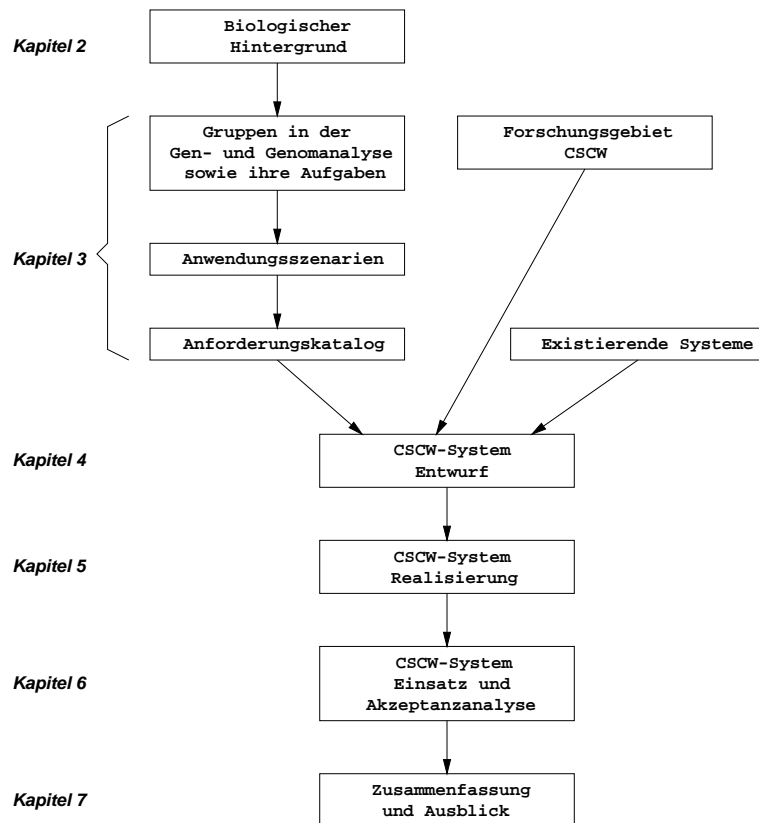 Kapitel 2
Biologischer
Hintergrund
Gruppen in der
Gen- und Genomanalyse
sowie ihre Aufgaben
Forschungsgebiet
CSCW
Kapitel 3
Anwendungsszenarien
Anforderungskatalog
Existierende Systeme
Kapitel 4
CSCW-System
Entwurf
Kapitel 5
CSCW-System
Realisierung
Kapitel 6
CSCW-System
Einsatz und
Akzeptanzanalyse
Kapitel 7
Zusammenfassung
und Ausblick